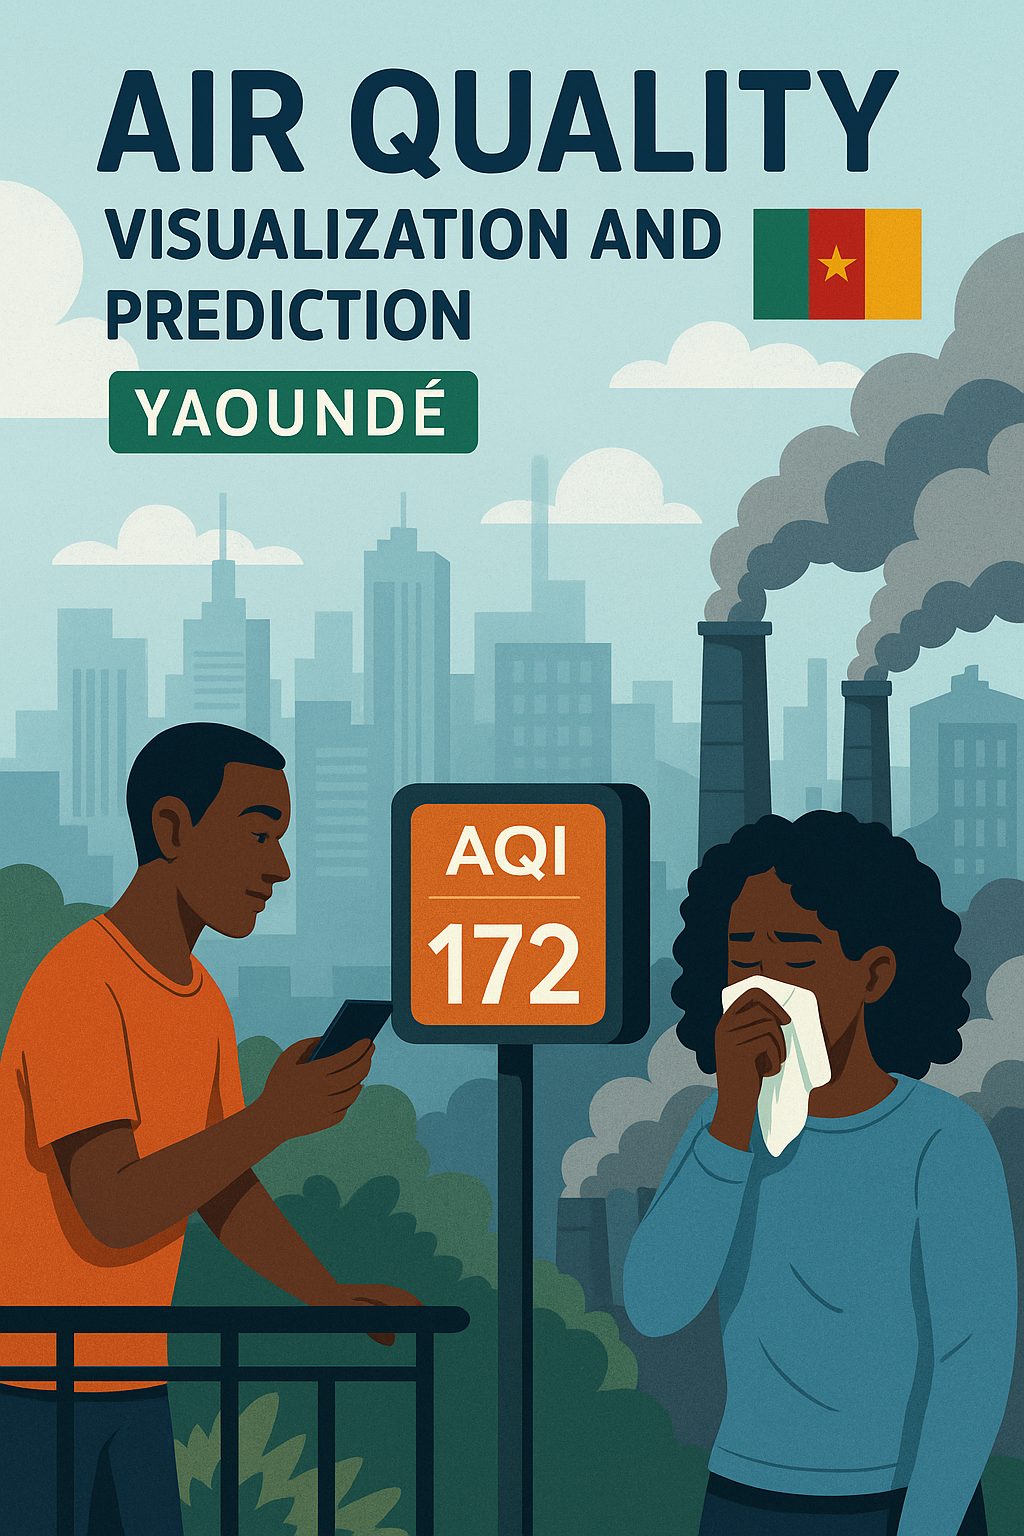 AIR QUALITY
VISUALIZATION AND
PREDICTION
YAOUNDÉ
AQI
172